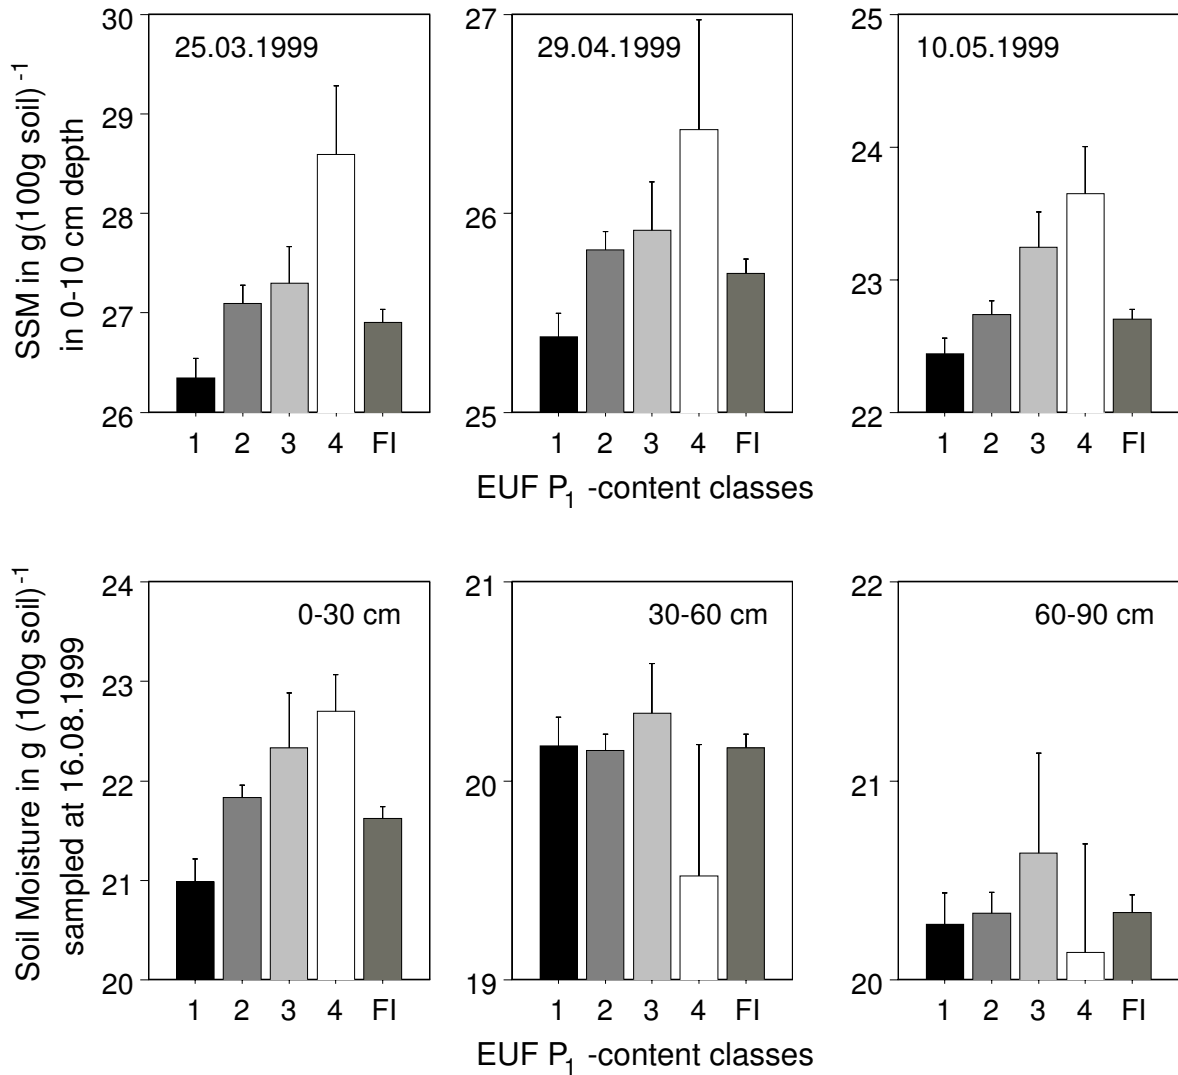 SSM in g(100g soil) -1
in 0-10 cm depth
30
29
28
27
26
25.03.1999
1 2 3 4 FI
27
26
25
29.04.1999
1 2 3 4 FI
25
24
23
22
10.05.1999
1 2 3 4 FI
EUF P1 -content classes
Soil Moisture in g (100g soil)-1
sampled at 16.08.1999
24
23
22
21
20
0-30 cm
1 2 3 4 FI
21
20
19
30-60 cm
1 2 3 4 FI
22
21
20
60-90 cm
1 2 3 4 FI
EUF P1 -content classes